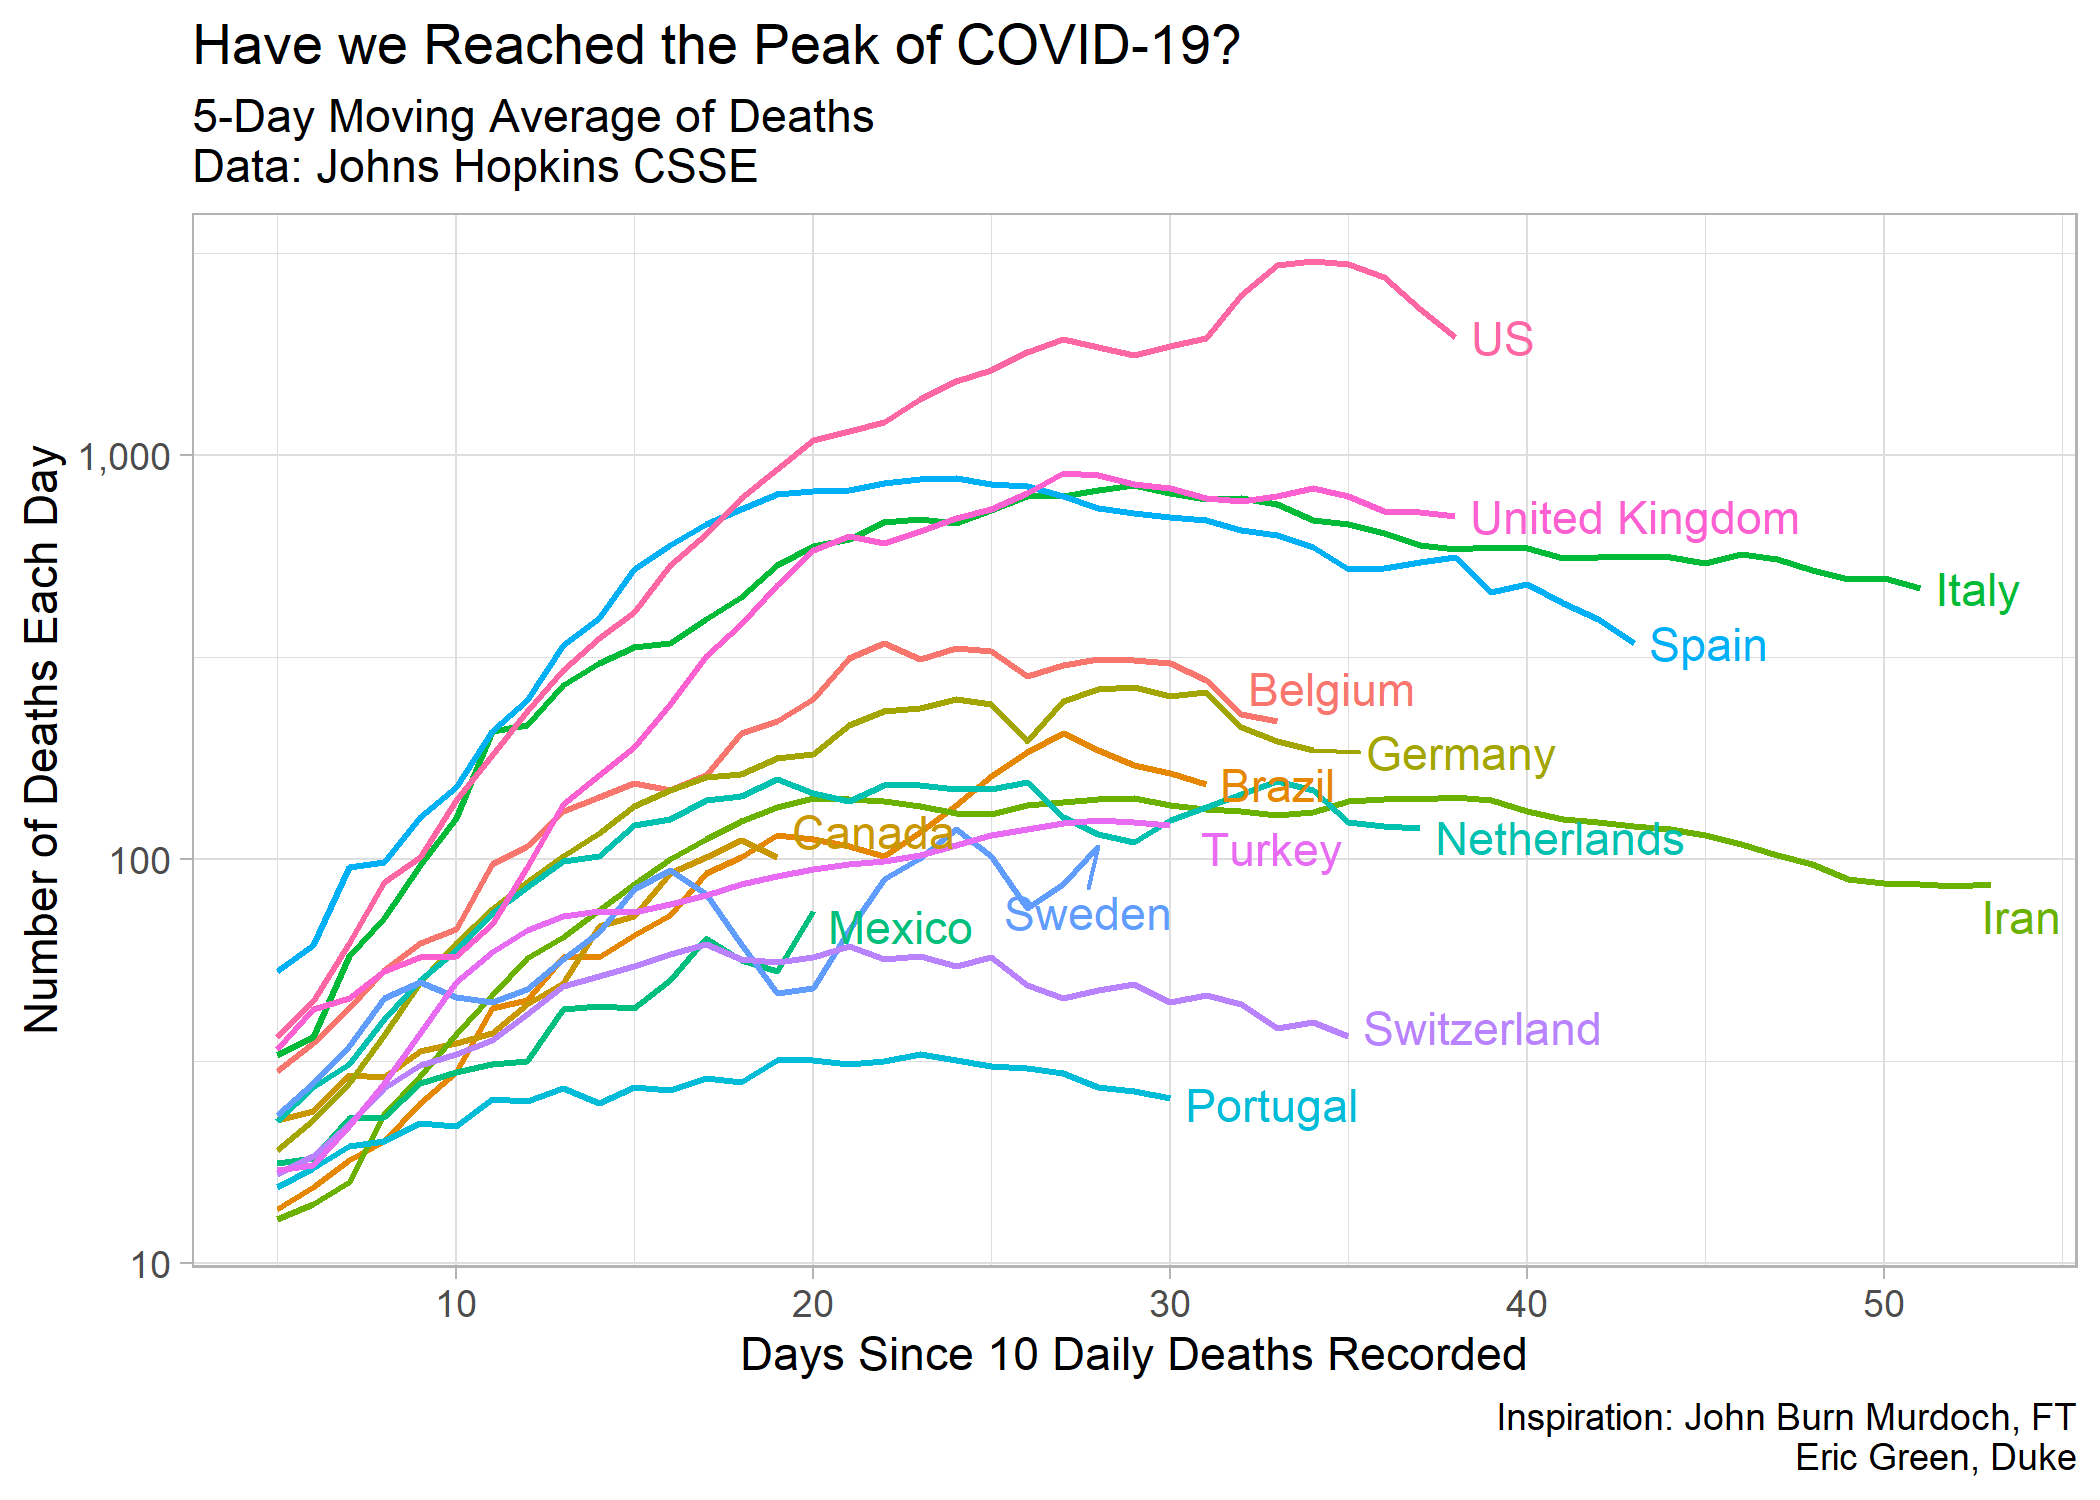 Have we Reached the Peak of COVID-19?
5-Day Moving Average of Deaths
Data: Johns Hopkins CSSE
Number of Deaths Each Day
1,000
100
10
US
United Kingdom
Italy
Spain
Belgium
Germany
Brazil
Canada
Netherlands
Turkey
Sweden
Mexico
Iran
Switzerland
Portugal
10 20 30 40 50
Days Since 10 Daily Deaths Recorded
Inspiration: John Burn Murdoch, FT
Eric Green, Duke